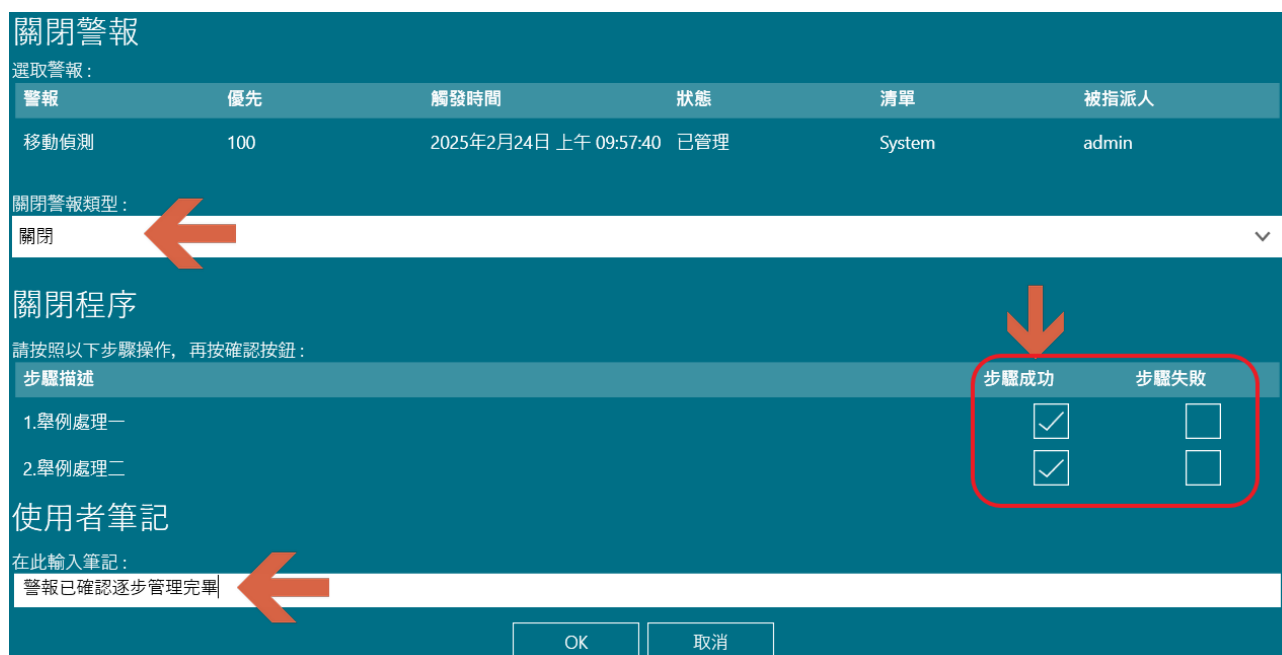 關閉警報
選取警報 :
警報 優先 觸發時間 狀態 清單 被指派人
移動偵測 100 2025年2月24日 上午 09:57:40 已管理 System admin
關閉警報類型 :
關閉
關閉程序
請按照以下步驟操作, 再按確認按鈕 :
步驟描述 步驟成功 步驟失敗
1.舉例處理一
2.舉例處理二
使用者筆記
在此輸入筆記 :
警報已確認逐步管理完畢
OK 取消